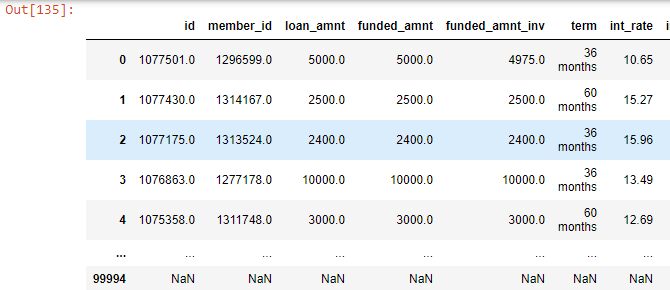 Out[135]:
id member_id loan_amnt funded_amnt funded_amnt_inv term int_rate
0 1077501.0 1296599.0 5000.0 5000.0 4975.0 36 months 10.65
1 1077430.0 1314167.0 2500.0 2500.0 2500.0 60 months 15.27
2 1077175.0 1313524.0 2400.0 2400.0 2400.0 36 months 15.96
3 1076863.0 1277178.0 10000.0 10000.0 10000.0 36 months 13.49
4 1075358.0 1311748.0 3000.0 3000.0 3000.0 60 months 12.69
... ... ... ... ... ... ... ...
99994 NaN NaN NaN NaN NaN NaN NaN